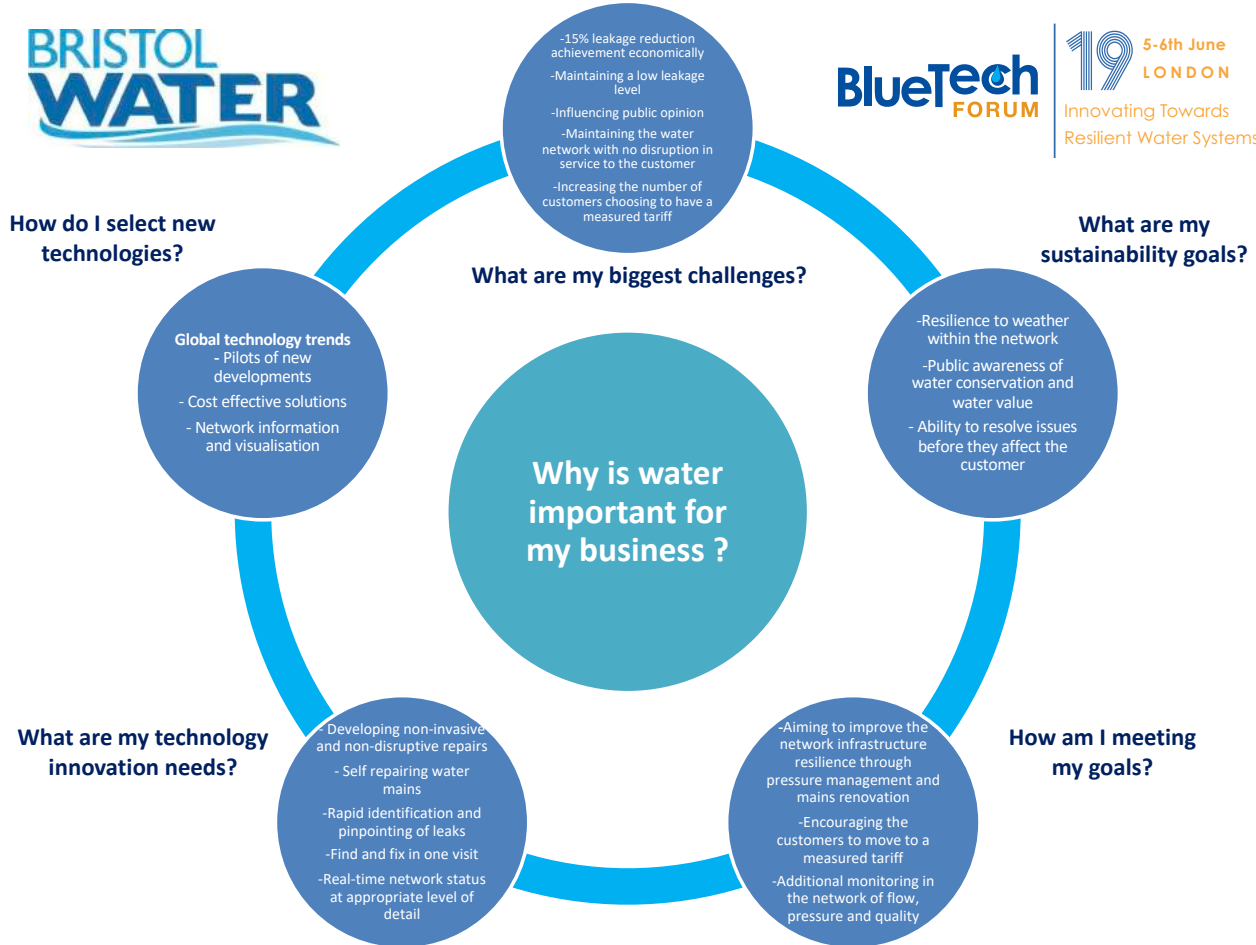 BRISTOL
WATER
BlueTech
FORUM
19
5-6th June
LONDON
Innovating Towards
Resilient Water Systems
-15% leakage reduction
achievement economically
-Maintaining a low leakage
level
-Influencing public opinion
-Maintaining the water
network with no disruption in
service to the customer
-Increasing the number of
customers choosing to have a
measured tariff
What are my biggest challenges?
What are my
sustainability goals?
-Resilience to weather
within the network
-Public awareness of
water conservation and
water value
- Ability to resolve issues
before they affect the
customer
How am I meeting
my goals?
-Aiming to improve the
network infrastructure
resilience through
pressure management and
mains renovation
-Encouraging the
customers to move to a
measured tariff
-Additional monitoring in
the network of flow,
pressure and quality
What are my technology
innovation needs?
- Developing non-invasive
and non-disruptive repairs
- Self repairing water
mains
-Rapid identification and
pinpointing of leaks
-Find and fix in one visit
-Real-time network status
at appropriate level of
detail
How do I select new
technologies?
Global technology trends
- Pilots of new
developments
- Cost effective solutions
- Network information
and visualisation
Why is water
important for
my business ?